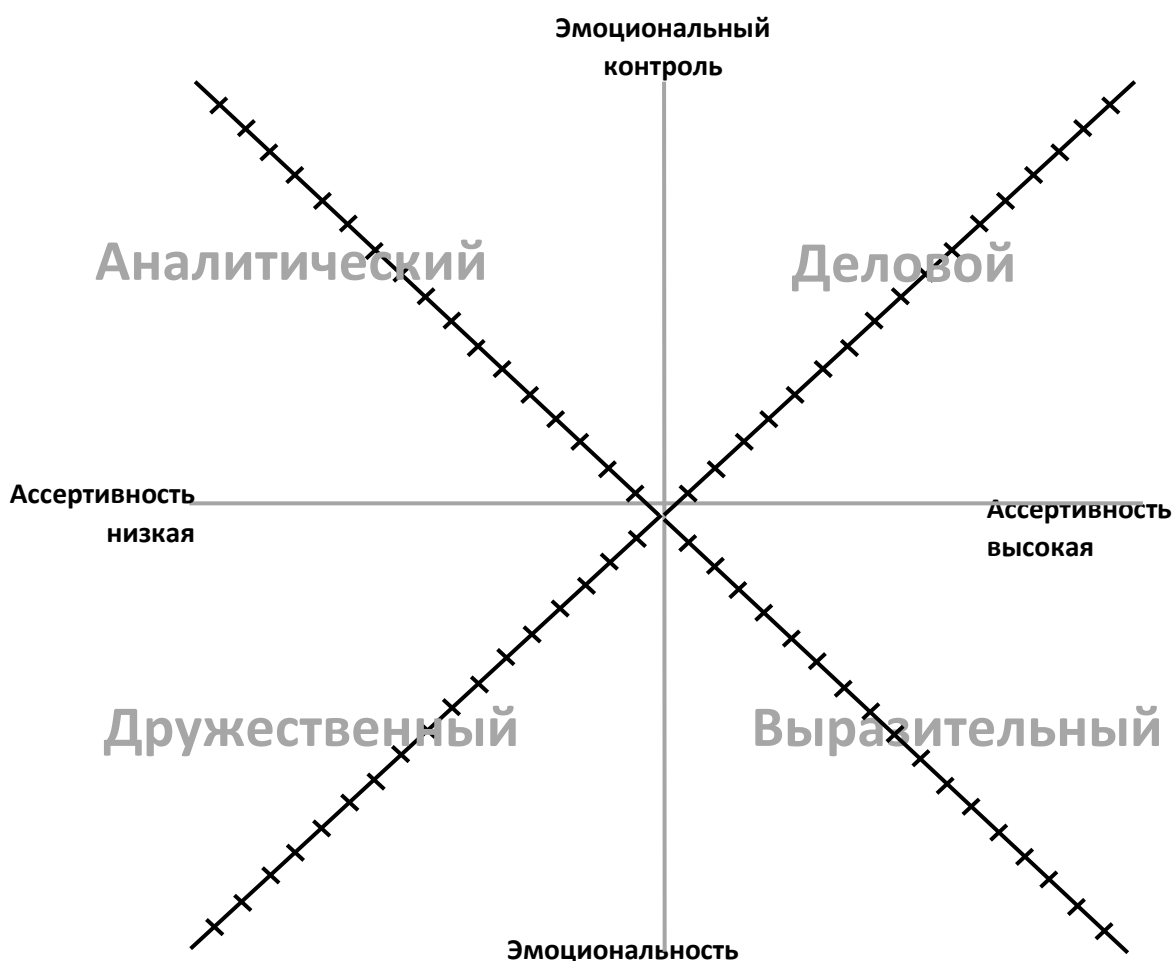 Эмоциональный
контроль
Аналитический
Деловой
Ассертивность
низкая
Ассертивность
высокая
Дружественный
Выразительный
Эмоциональность